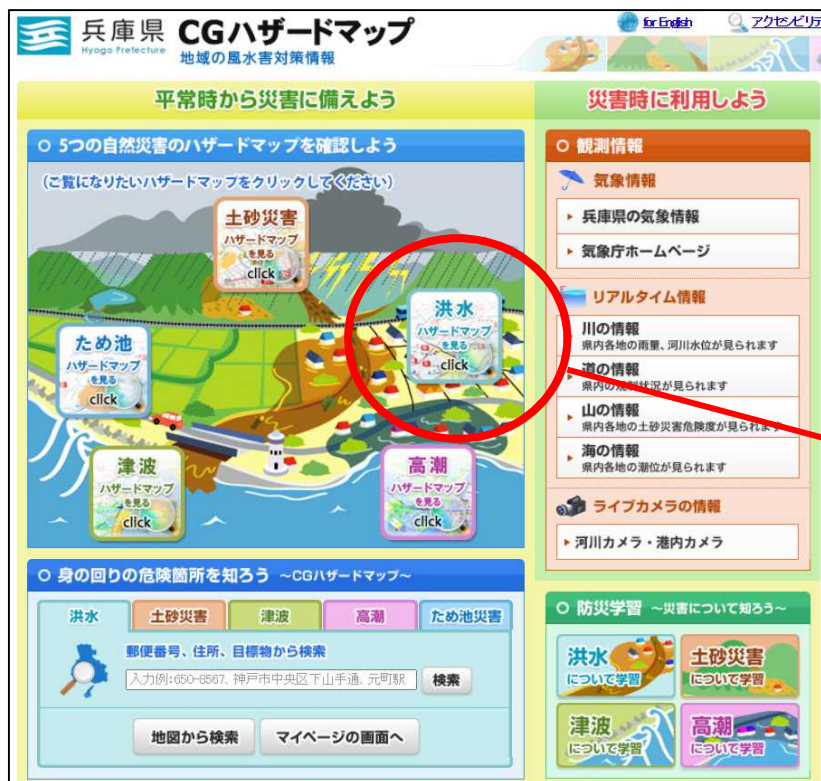 兵庫県
Hyogo Prefecture
CGハザードマップ
地域の風水害対策情報
for English
アクセシビリテ
平常時から災害に備えよう
5つの自然災害のハザードマップを確認しよう
(ご覧になりたいハザードマップをクリックしてください)
土砂災害
ハザードマップ
を見る
click
洪水
ハザードマップ
を見る
click
ため池
ハザードマップ
を見る
click
津波
ハザードマップ
を見る
click
高潮
ハザードマップ
を見る
click
身の回りの危険箇所を知ろう ~CGハザードマップ~
洪水
土砂災害
津波
高潮
ため池災害
郵便番号、住所、目標物から検索
入力例:650-8567、神戸市中央区下山手通、元町駅
検索
地図から検索
マイページの画面へ
災害時に利用しよう
観測情報
気象情報
兵庫県の気象情報
気象庁ホームページ
リアルタイム情報
川の情報
県内各地の雨量、河川水位が見られます
道の情報
県内の規制状況が見られます
山の情報
県内各地の土砂災害危険度が見られます
海の情報
県内各地の潮位が見られます
ライブカメラの情報
河川カメラ・港内カメラ
防災学習 ~災害について知ろう~
洪水
について学習
土砂災害
について学習
津波
について学習
高潮
について学習